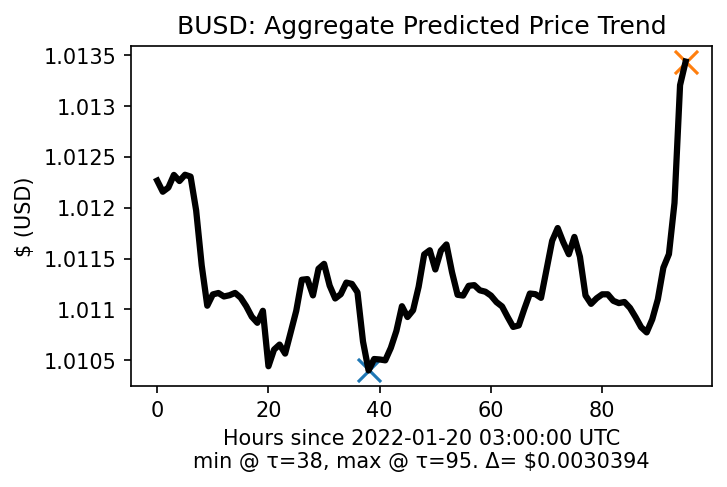 BUSD: Aggregate Predicted Price Trend
1.0135
1.013
1.0125
1.012
1.0115
1.011
1.0105
$ (USD)
0 20 40 60 80
Hours since 2022-01-20 03:00:00 UTC
min @ τ=38, max @ τ=95. Δ= $0.0030394